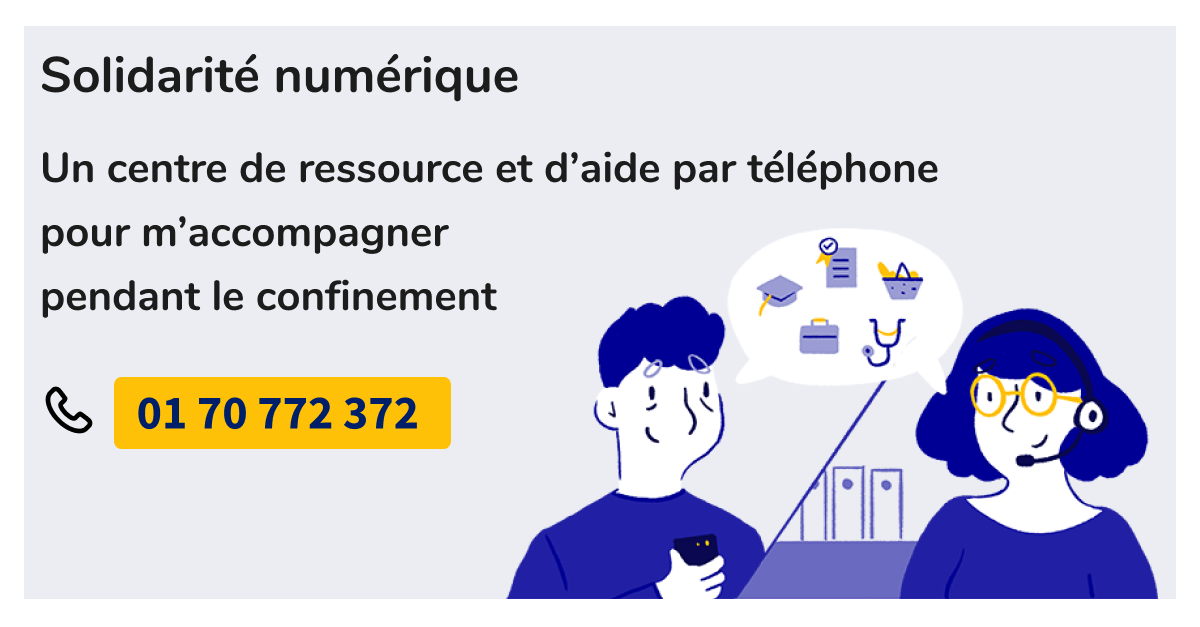 Solidarité numérique
Un centre de ressource et d’aide par téléphone
pour m’accompagner
pendant le confinement
01 70 772 372